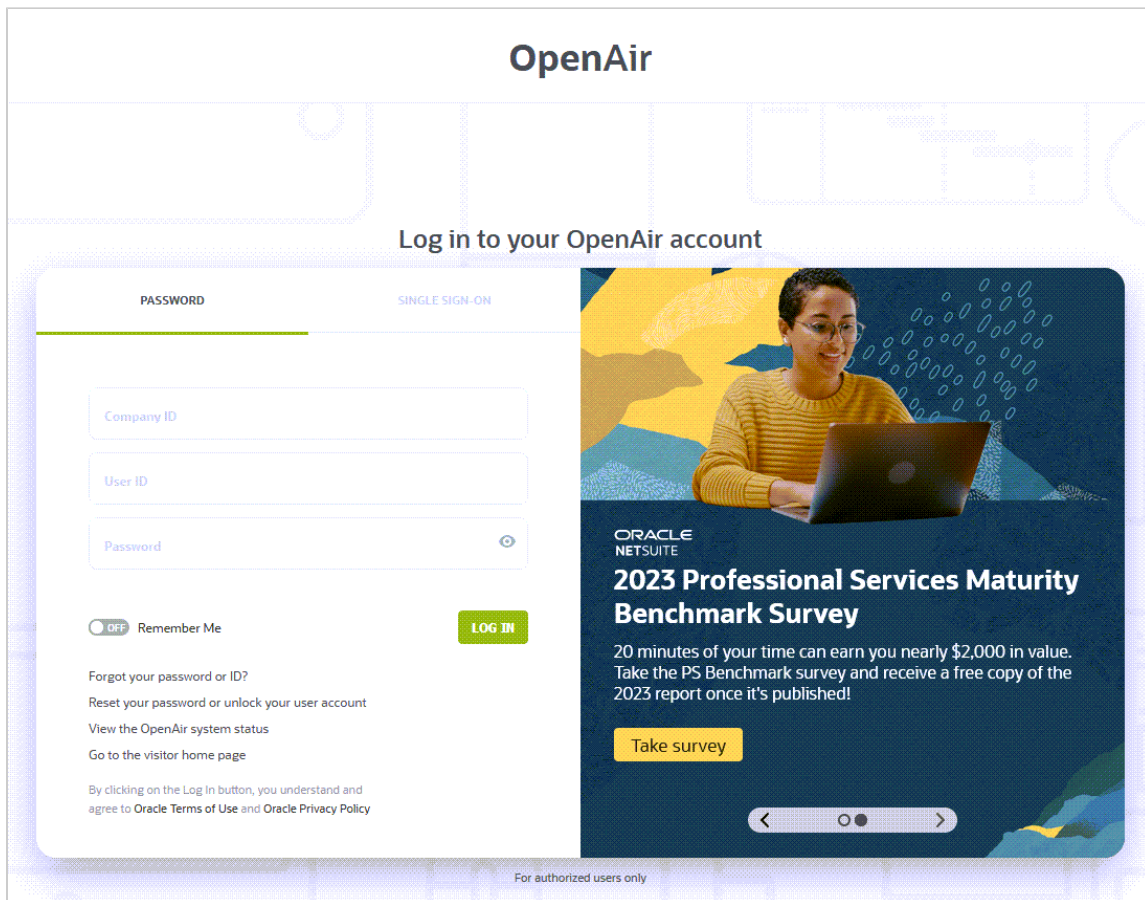 OpenAir
Log in to your OpenAir account
PASSWORD
SINGLE SIGN-ON
Company ID
User ID
Password
OFF Remember Me
LOG IN
Forgot your password or ID?
Reset your password or unlock your user account
View the OpenAir system status
Go to the visitor home page
By clicking on the Log In button, you understand and
agree to Oracle Terms of Use and Oracle Privacy Policy
ORACLE
NETSUITE
2023 Professional Services Maturity
Benchmark Survey
20 minutes of your time can earn you nearly $2,000 in value.
Take the PS Benchmark survey and receive a free copy of the
2023 report once it's published!
Take survey
For authorized users only